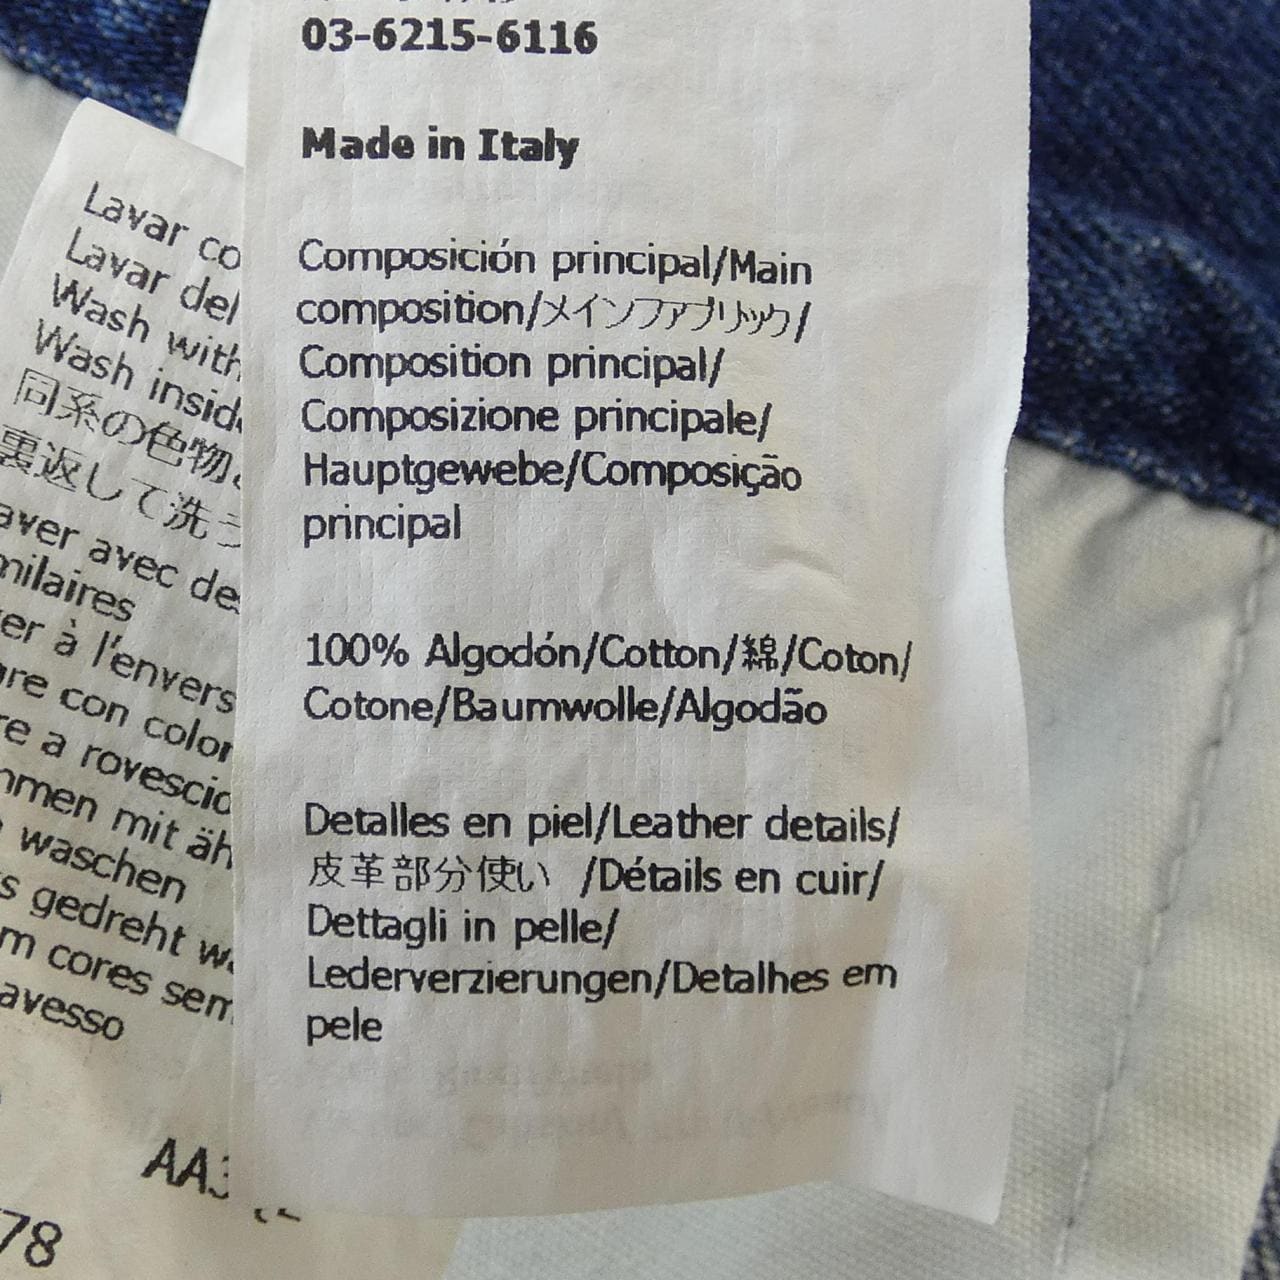 03-6215-6116
Made in Italy
Composición principal/Main
composition/メインファブリック/
Composition principal/
Composizione principale/
Hauptgewebe/Composição
principal
100% Algodón/Cotton/綿/Coton/
Cotone/Baumwolle/Algodão
Detalles en piel/Leather details/
皮革部分使い /Détails en cuir/
Dettagli in pelle/
Lederverzierungen/Detalhes em
pele
Lavar co
Lavar del
Wash with
Wash insid
同系の色物
裏返して洗う
aver avec de
milaires
er à l'envers
are con color
re a rovescio
mmen mit äh
waschen
s gedreht w
m cores sem
avesso
AA3
78